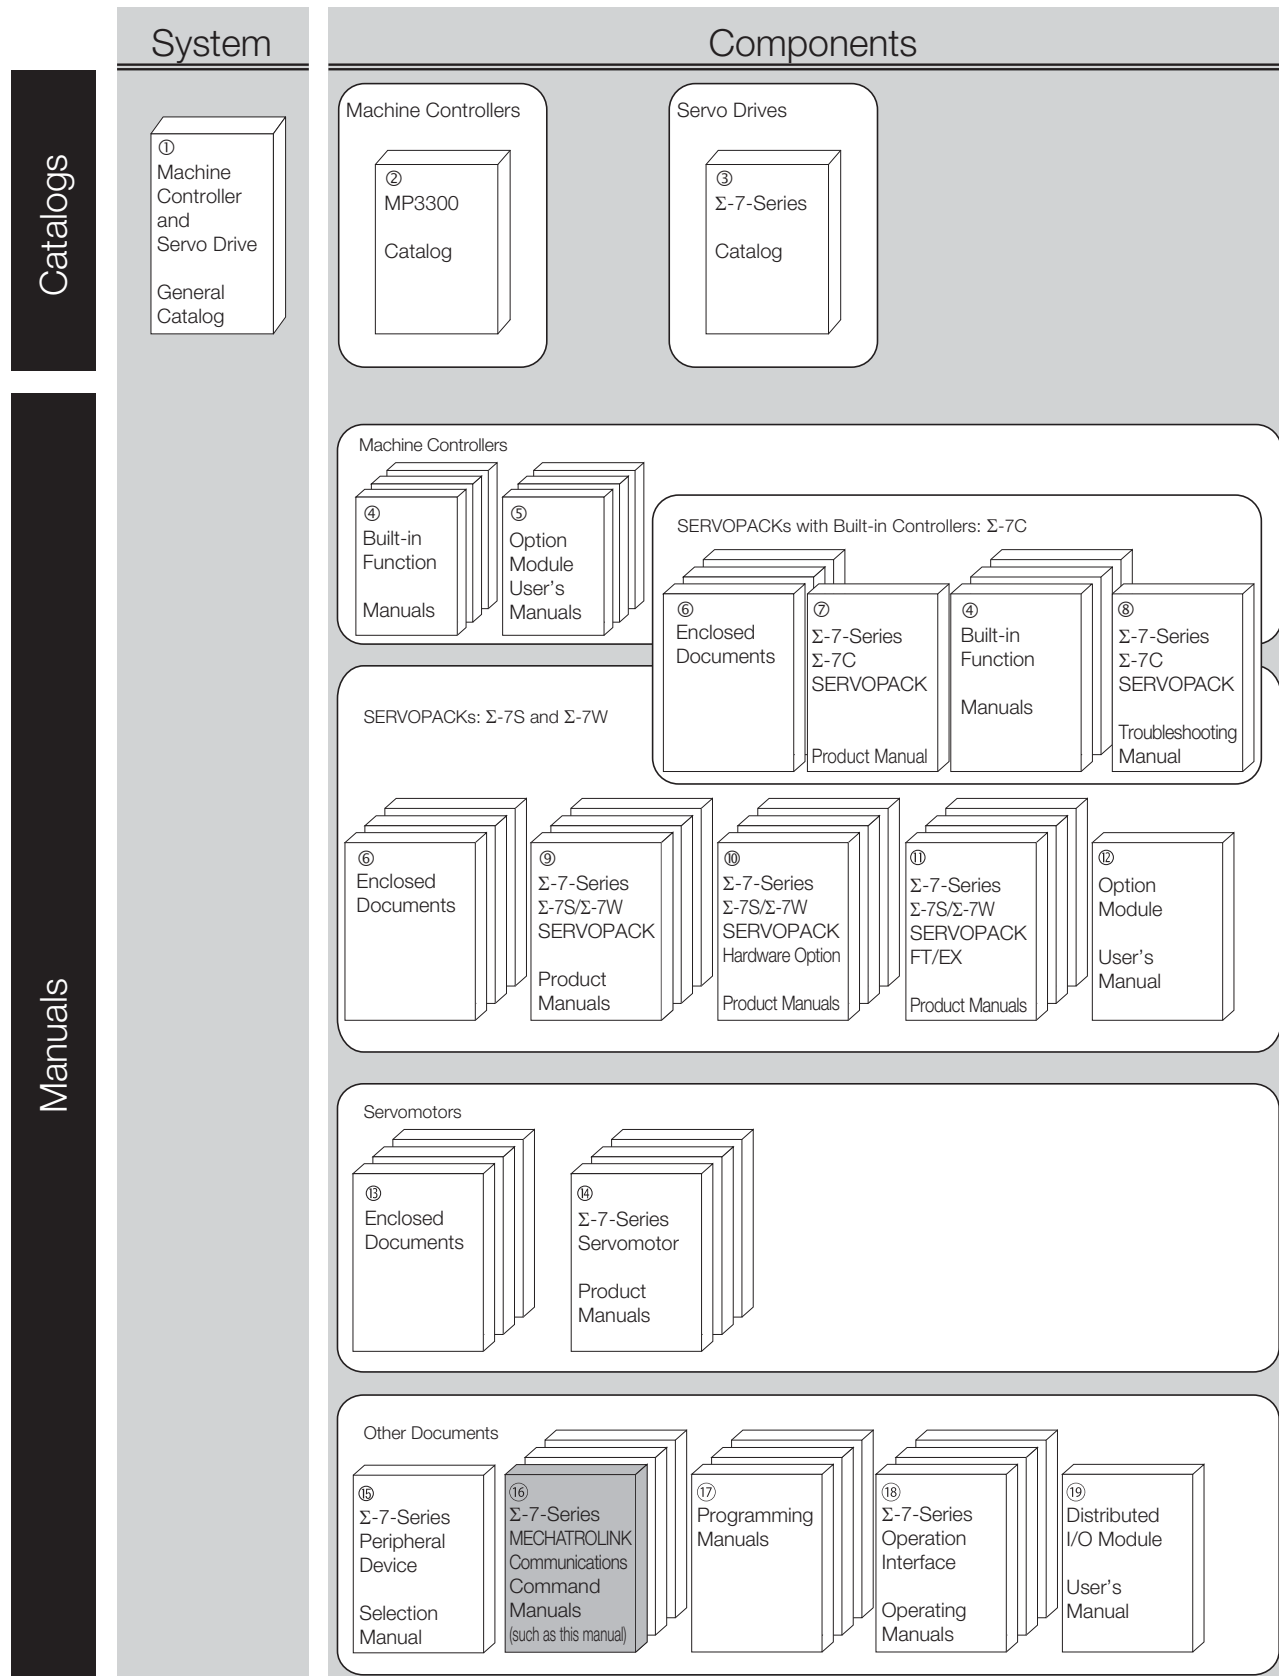 System
Components
Catalogs
①
Machine
Controller
and
Servo Drive
General
Catalog
Machine Controllers
②
MP3300
Catalog
Servo Drives
③
Σ-7-Series
Catalog
Manuals
Machine Controllers
④
Built-in
Function
Manuals
⑤
Option
Module
User's
Manuals
SERVOPACKs with Built-in Controllers: Σ-7C
⑥
Enclosed
Documents
⑦
Σ-7-Series
Σ-7C
SERVOPACK
Product Manual
④
Built-in
Function
Manuals
⑧
Σ-7-Series
Σ-7C
SERVOPACK
Troubleshooting
Manual
SERVOPACKs: Σ-7S and Σ-7W
⑥
Enclosed
Documents
⑨
Σ-7-Series
Σ-7S/Σ-7W
SERVOPACK
Product
Manuals
⑩
Σ-7-Series
Σ-7S/Σ-7W
SERVOPACK
Hardware Option
Product Manuals
⑪
Σ-7-Series
Σ-7S/Σ-7W
SERVOPACK
FT/EX
Product Manuals
⑫
Option
Module
User's
Manual
Servomotors
⑬
Enclosed
Documents
⑭
Σ-7-Series
Servomotor
Product
Manuals
Other Documents
⑮
Σ-7-Series
Peripheral
Device
Selection
Manual
⑯
Σ-7-Series
MECHATROLINK
Communications
Command
Manuals
(such as this manual)
⑰
Programming
Manuals
⑱
Σ-7-Series
Operation
Interface
Operating
Manuals
⑲
Distributed
I/O Module
User's
Manual